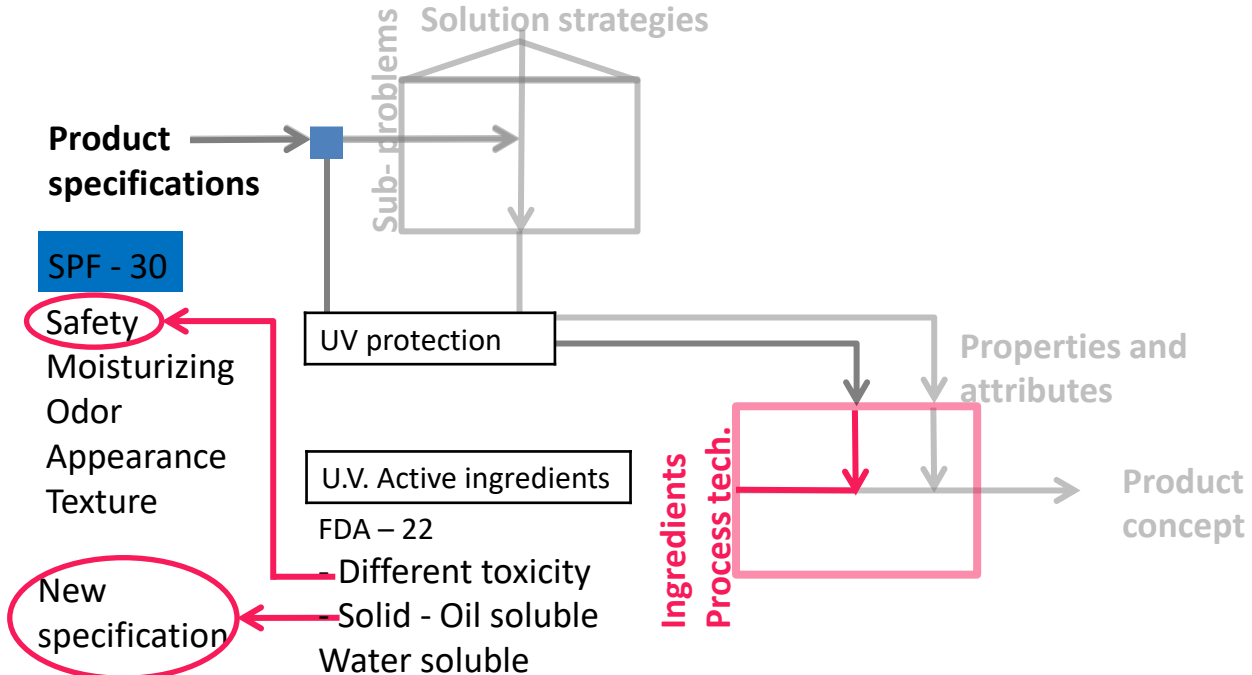 Solution strategies
Sub- problems
Product
specifications
SPF - 30
Safety
Moisturizing
Odor
Appearance
Texture
New
specification
UV protection
U.V. Active ingredients
FDA – 22
- Different toxicity
- Solid - Oil soluble
Water soluble
Properties and
attributes
Ingredients
Process tech.
Product
concept